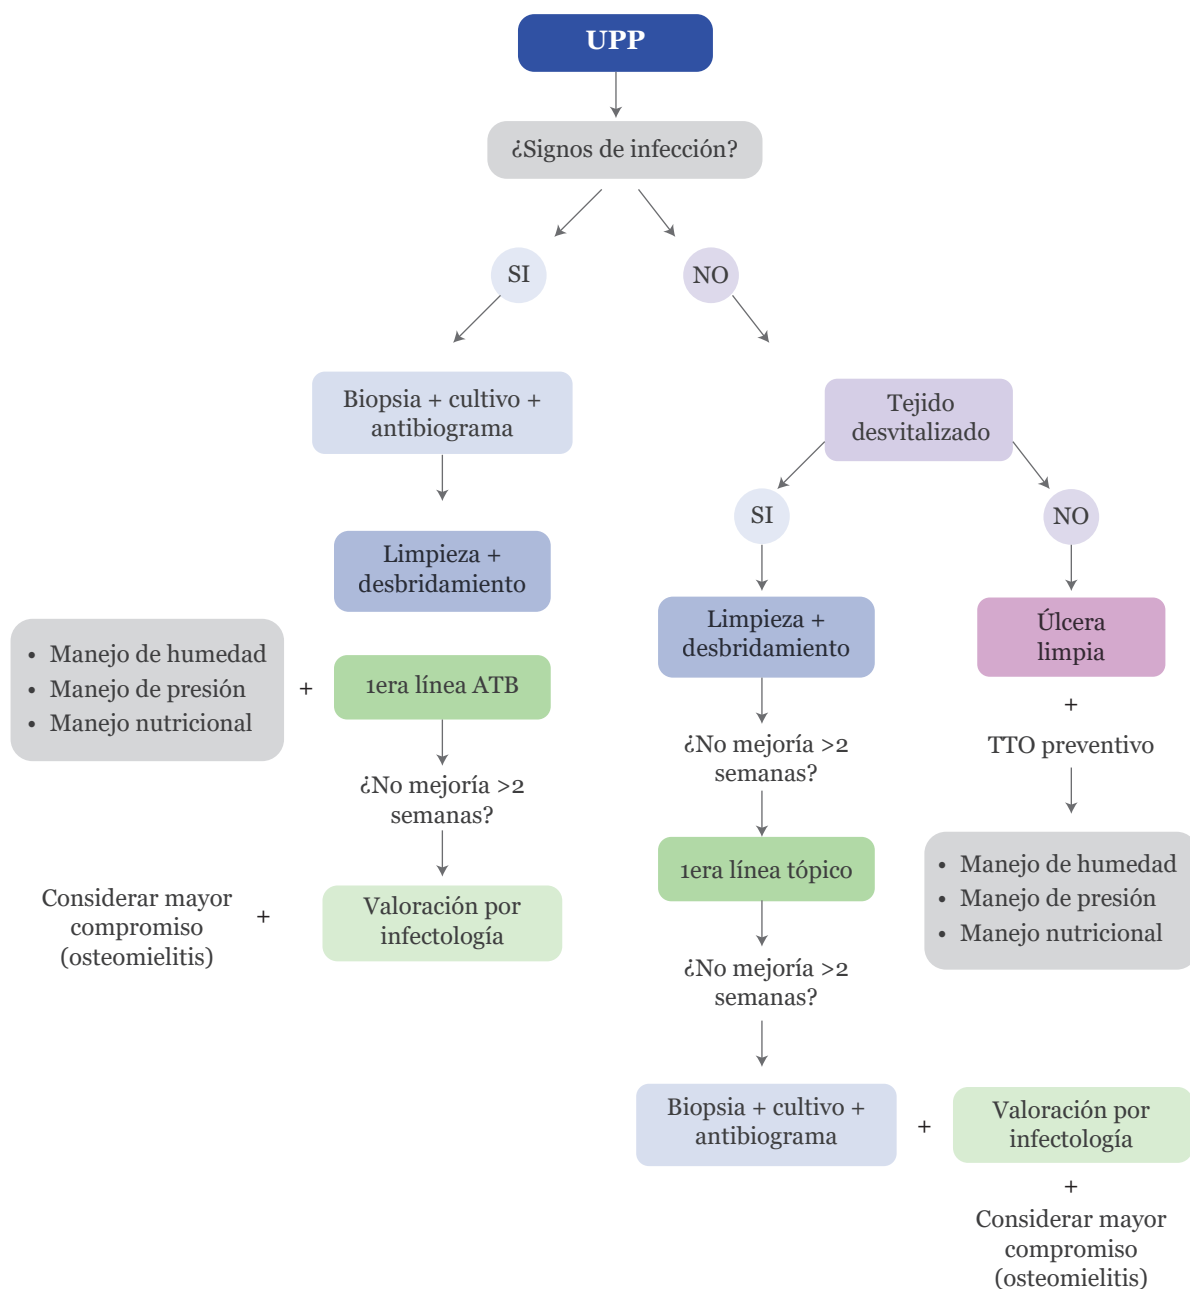 UPP
¿Signos de infección?
SI
NO
Biopsia + cultivo +
antibiograma
Limpieza +
desbridamiento
• Manejo de humedad
• Manejo de presión
• Manejo nutricional
+
1era línea ATB
¿No mejoría >2
semanas?
Considerar mayor
compromiso
(osteomielitis)
+
Valoración por
infectología
Tejido
desvitalizado
SI
NO
Limpieza +
desbridamiento
¿No mejoría >2
semanas?
1era línea tópico
¿No mejoría >2
semanas?
Biopsia + cultivo +
antibiograma
+
Valoración por
infectología
+
Considerar mayor
compromiso
(osteomielitis)
Úlcera
limpia
+
TTO preventivo
• Manejo de humedad
• Manejo de presión
• Manejo nutricional